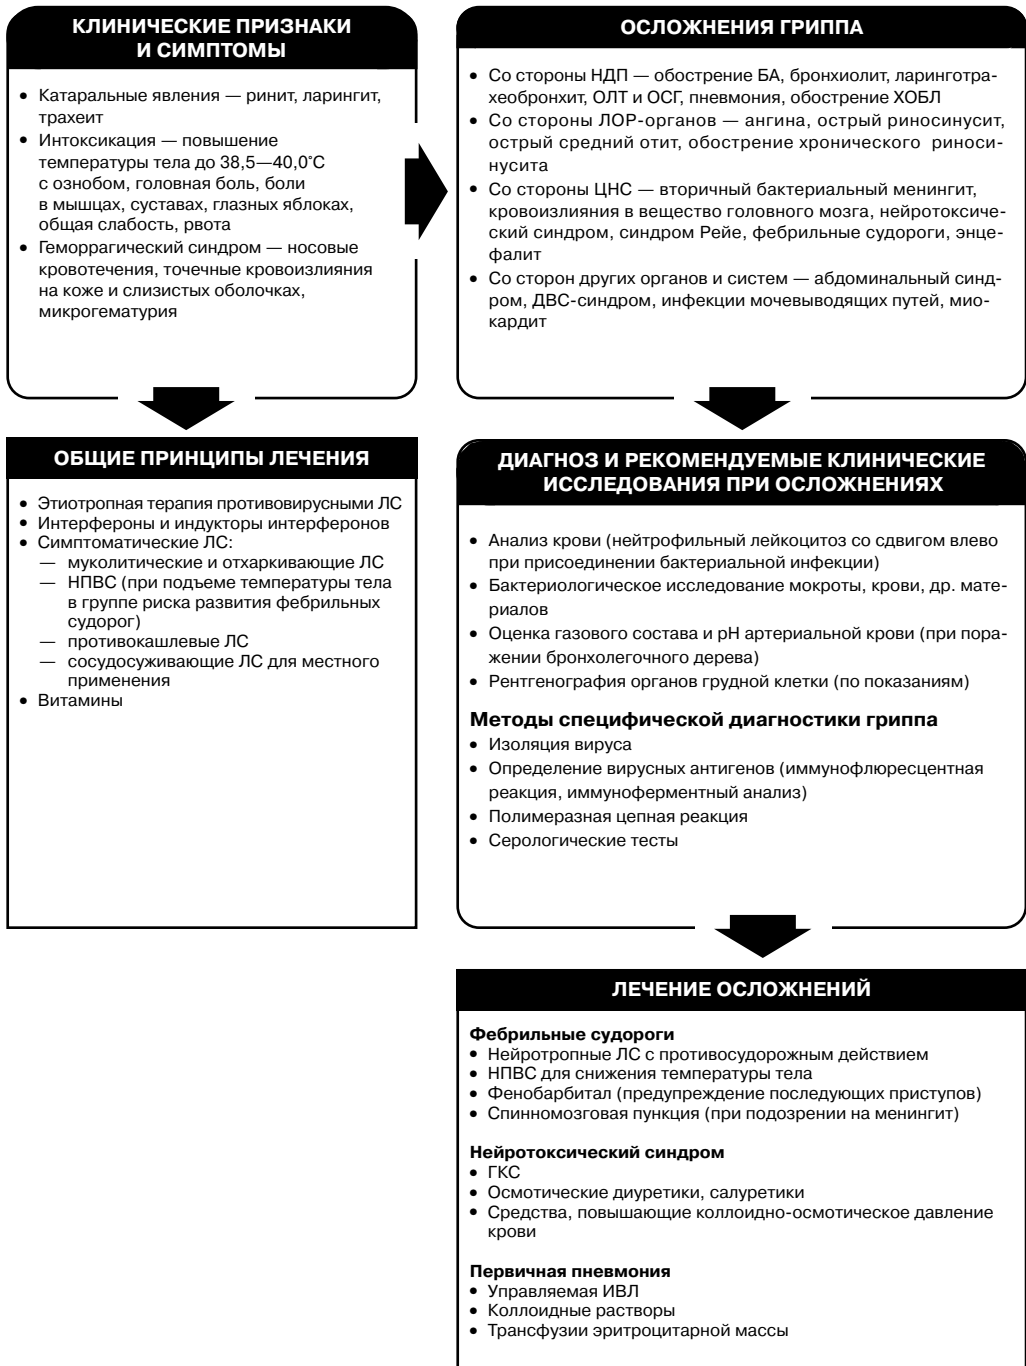 КЛИНИЧЕСКИЕ ПРИЗНАКИ
И СИМПТОМЫ
• Катаральные явления — ринит, ларингит,
трахеит
• Интоксикация — повышение
температуры тела до 38,5—40,0°С
с ознобом, головная боль, боли
в мышцах, суставах, глазных яблоках,
общая слабость, рвота
• Геморрагический синдром — носовые
кровотечения, точечные кровоизлияния
на коже и слизистых оболочках,
микрогематурия
ОСЛОЖНЕНИЯ ГРИППА
• Со стороны НДП — обострение БА, бронхиолит, ларинготра-
хеобронхит, ОЛТ и ОСГ, пневмония, обострение ХОБЛ
• Со стороны ЛОР-органов — ангина, острый риносинусит,
острый средний отит, обострение хронического риноси-
нусита
• Со стороны ЦНС — вторичный бактериальный менингит,
кровоизлияния в вещество головного мозга, нейротоксиче-
ский синдром, синдром Рейе, фебрильные судороги, энце-
фалит
• Со сторон других органов и систем — абдоминальный синд-
ром, ДВС-синдром, инфекции мочевыводящих путей, мио-
кардит
ОБЩИЕ ПРИНЦИПЫ ЛЕЧЕНИЯ
• Этиотропная терапия противовирусными ЛС
• Интерфероны и индукторы интерферонов
• Симптоматические ЛС:
— муколитические и отхаркивающие ЛС
— НПВС (при подъеме температуры тела
в группе риска развития фебрильных
судорог)
— противокашлевые ЛС
— сосудосуживающие ЛС для местного
применения
• Витамины
ДИАГНОЗ И РЕКОМЕНДУЕМЫЕ КЛИНИЧЕСКИЕ
ИССЛЕДОВАНИЯ ПРИ ОСЛОЖНЕНИЯХ
• Анализ крови (нейтрофильный лейкоцитоз со сдвигом влево
при присоединении бактериальной инфекции)
• Бактериологическое исследование мокроты, крови, др. мате-
риалов
• Оценка газового состава и pH артериальной крови (при пора-
жении бронхолегочного дерева)
• Рентгенография органов грудной клетки (по показаниям)
Методы специфической диагностики гриппа
• Изоляция вируса
• Определение вирусных антигенов (иммунофлюресцентная
реакция, иммуноферментный анализ)
• Полимеразная цепная реакция
• Серологические тесты
ЛЕЧЕНИЕ ОСЛОЖНЕНИЙ
Фебрильные судороги
• Нейротропные ЛС с противосудорожным действием
• НПВС для снижения температуры тела
• Фенобарбитал (предупреждение последующих приступов)
• Спинномозговая пункция (при подозрении на менингит)
Нейротоксический синдром
• ГКС
• Осмотические диуретики, салуретики
• Средства, повышающие коллоидно-осмотическое давление
крови
Первичная пневмония
• Управляемая ИВЛ
• Коллоидные растворы
• Трансфузии эритроцитарной массы